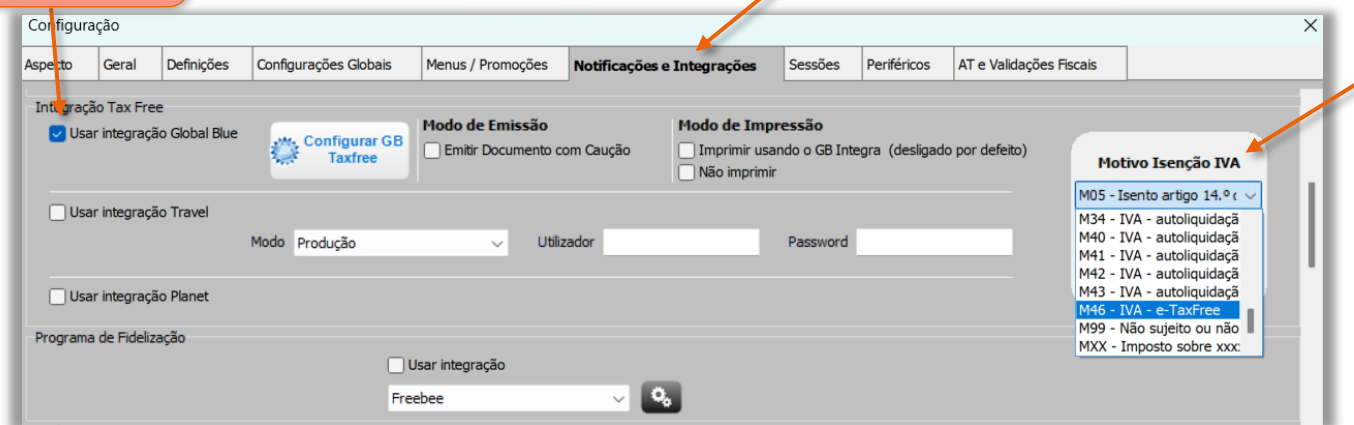 Configuração
Aspecto Geral Definições Configurações Globais Menus / Promoções Notificações e Integrações Sessões Periféricos AT e Validações Fiscais
Integração Tax Free
Usar integração Global Blue
Configurar GB
Taxfree
Modo de Emissão
Emitir Documento com Caução
Modo de Impressão
Imprimir usando o GB Integra (desligado por defeito)
Não imprimir
Motivo Isenção IVA
M05 - Isento artigo 14.º
M34 - IVA - autoliquidaçã
M40 - IVA - autoliquidaçã
M41 - IVA - autoliquidaçã
M42 - IVA - autoliquidaçã
M43 - IVA - autoliquidaçã
M46 - IVA - e-TaxFree
M99 - Não sujeito ou não
MXX - Imposto sobre xxx
Usar integração Travel
Modo Produção Utilizador Password
Usar integração Planet
Programa de Fidelização
Usar integração
Freebee